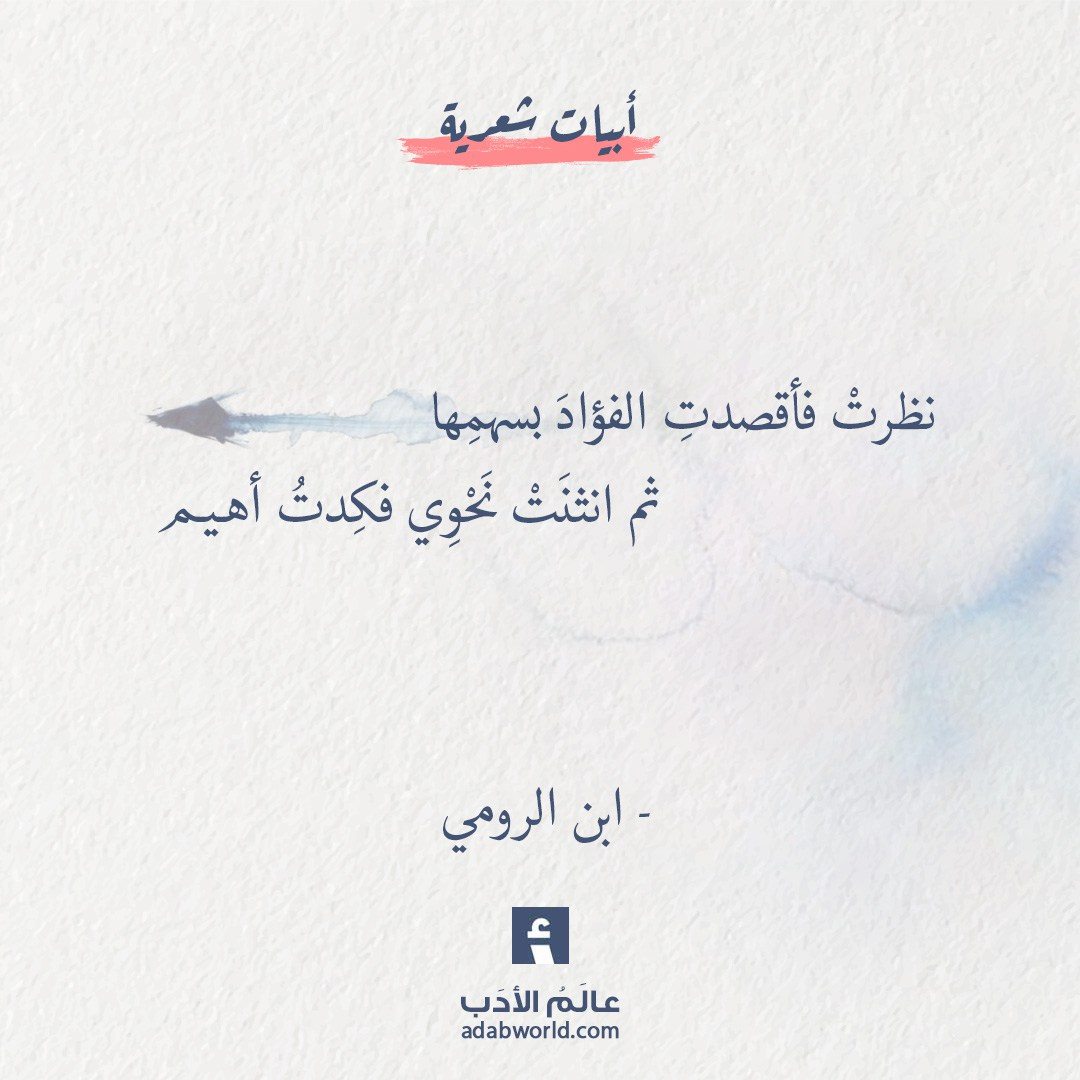 أبيات شعرية
نظرتْ فأقصدتِ الفؤادَ بسهمِها
ثم انثنَتْ نَحْوِي فكِدتُ أهيم
- ابن الرومي
أ
عالَمُ الأدَب
adabworld.com